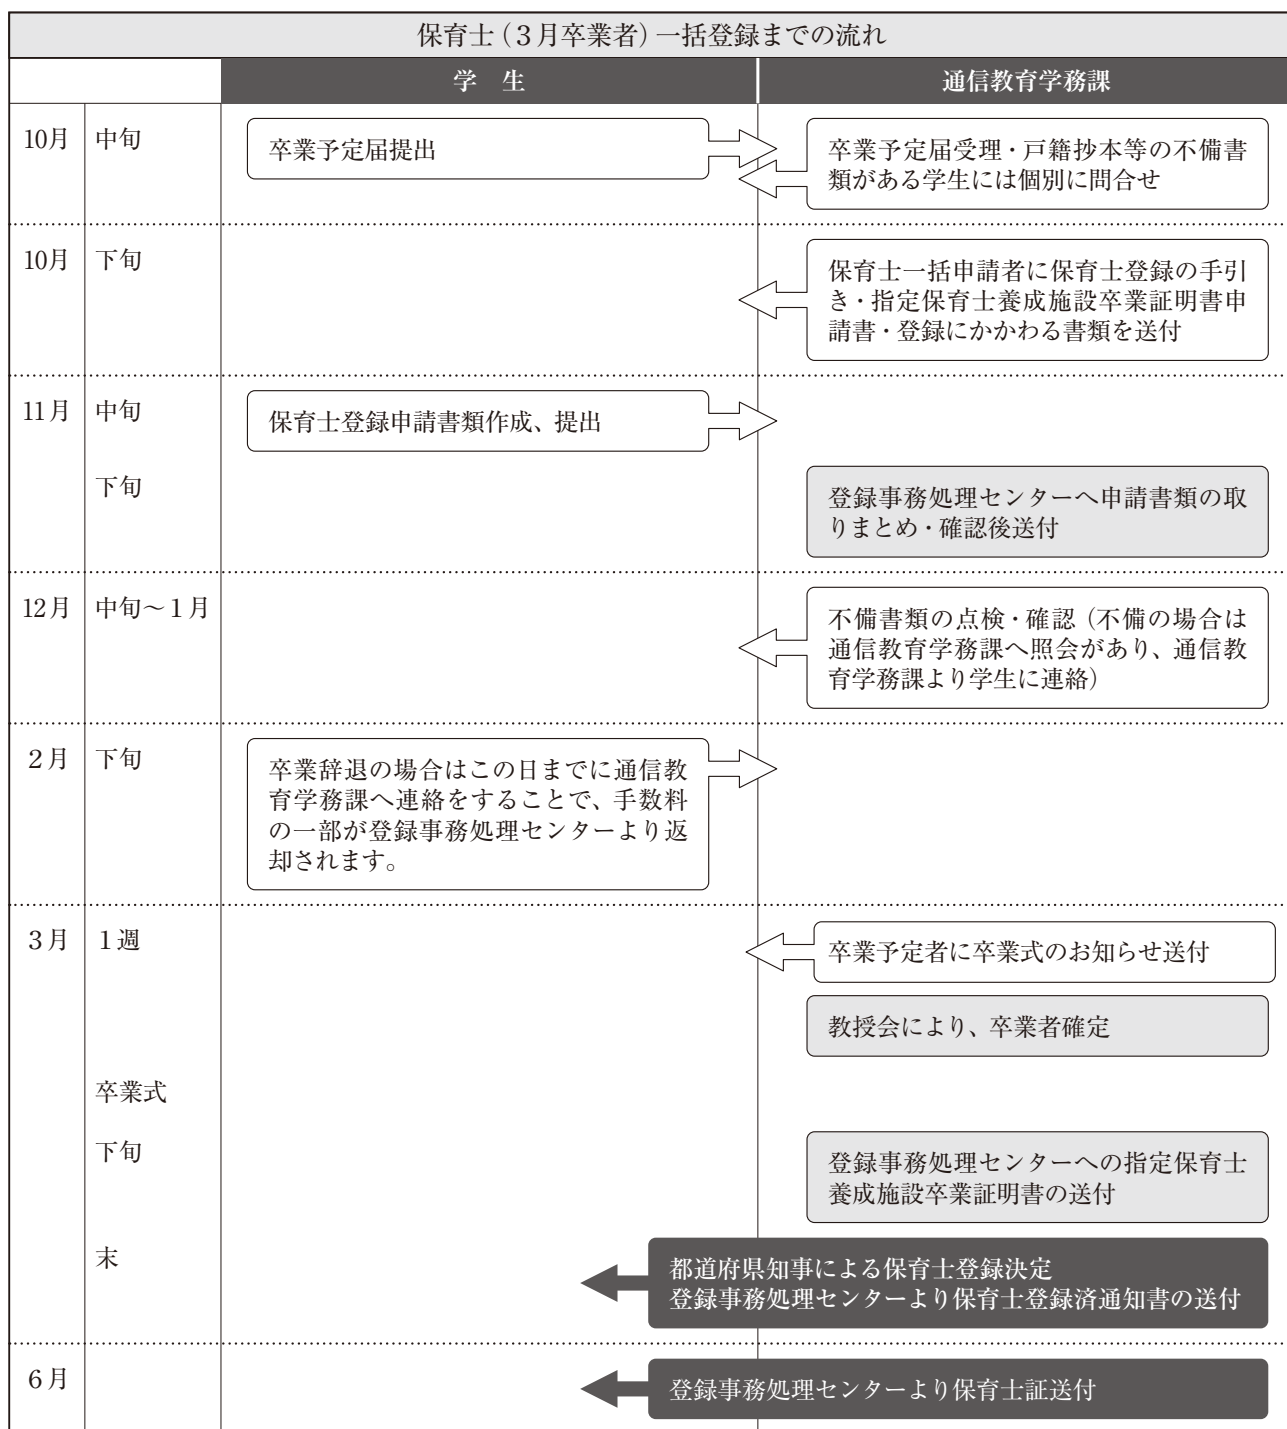 保育士（３月卒業者）一括登録までの流れ
学　生
通信教育学務課
10月
中旬
卒業予定届提出
卒業予定届受理・戸籍抄本等の不備書
類がある学生には個別に問合せ
10月
下旬
保育士一括申請者に保育士登録の手引
き・指定保育士養成施設卒業証明書申
請書・登録にかかわる書類を送付
11月
中旬
保育士登録申請書類作成、提出
下旬
登録事務処理センターへ申請書類の取
りまとめ・確認後送付
12月
中旬～１月
不備書類の点検・確認（不備の場合は
通信教育学務課へ照会があり、通信教
育学務課より学生に連絡）
２月
下旬
卒業辞退の場合はこの日までに通信教
育学務課へ連絡をすることで、手数料
の一部が登録事務処理センターより返
却されます。
３月
１週
卒業予定者に卒業式のお知らせ送付
教授会により、卒業者確定
卒業式
下旬
登録事務処理センターへの指定保育士
養成施設卒業証明書の送付
末
都道府県知事による保育士登録決定
登録事務処理センターより保育士登録済通知書の送付
６月
登録事務処理センターより保育士証送付